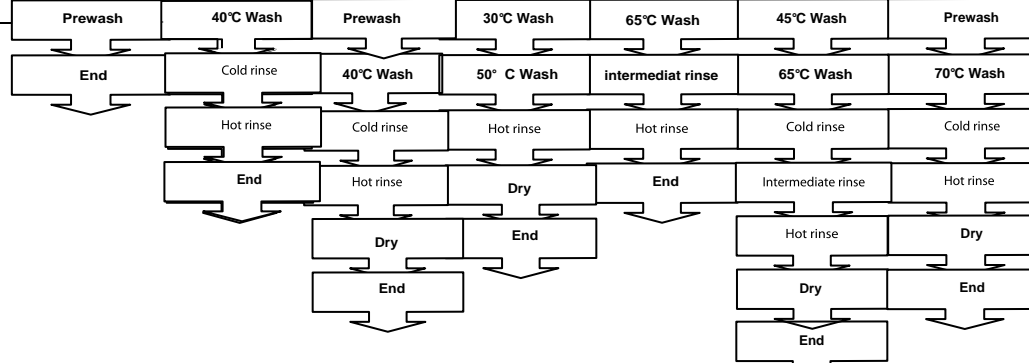 Prewash 40℃ Wash Prewash 30℃ Wash 65℃ Wash 45℃ Wash Prewash
End Cold rinse 40℃ Wash 50° C Wash intermediat rinse 65℃ Wash 70℃ Wash
Hot rinse Cold rinse Hot rinse Hot rinse Cold rinse Cold rinse
End Hot rinse Dry End Intermediate rinse Hot rinse
Dry End Hot rinse Dry
End Dry End
End